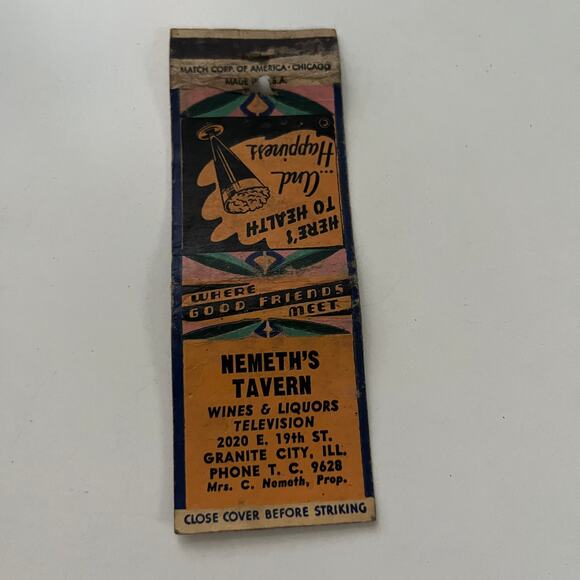 MATCH CORP. OF AMERICA • CHICAGO
MADE IN U.S.A.
HERE'S
TO HEALTH
...And
Happiness
WHERE
GOOD FRIENDS
MEET
NEMETH'S
TAVERN
WINES & LIQUORS
TELEVISION
2020 E. 19th ST.
GRANITE CITY, ILL.
PHONE T. C. 9628
Mrs. C. Nemeth, Prop.
CLOSE COVER BEFORE STRIKING